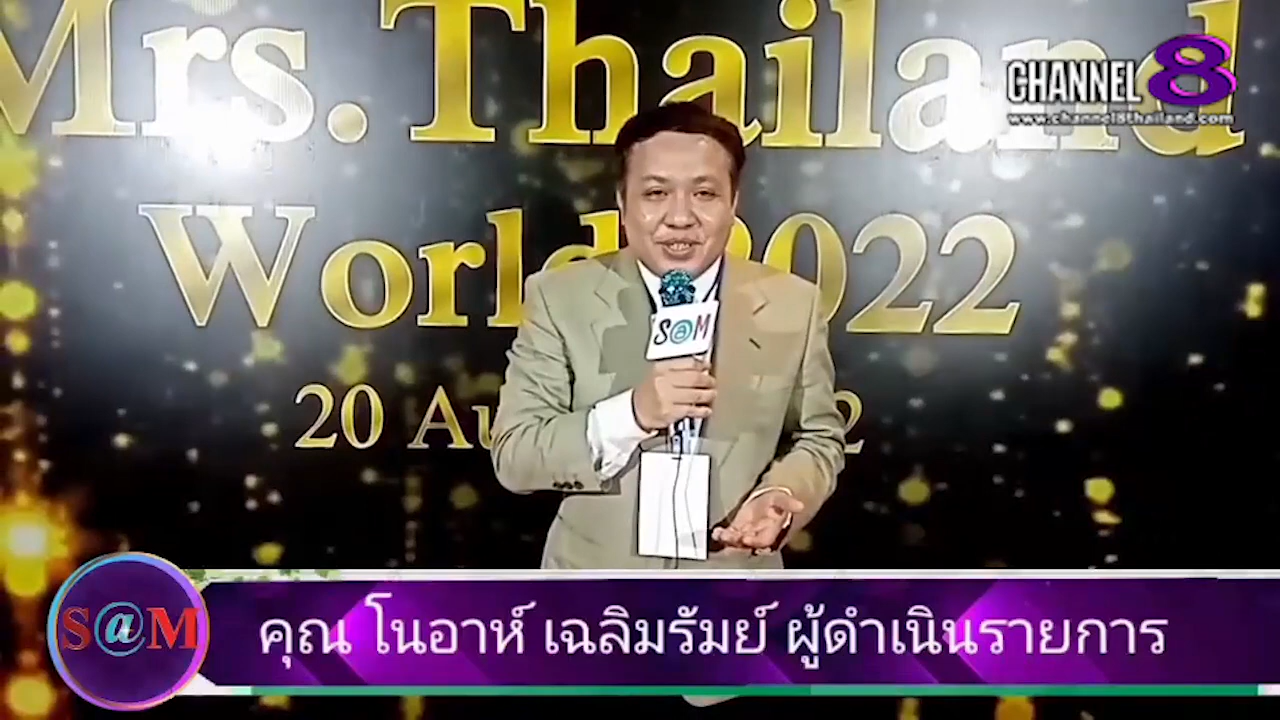 Mrs. Thailand
CHANNEL 8
www.channel8thailand.com
World 2022
20 Au
2
S@M
S@M
คุณ โนอาห์ เฉลิมรัมย์ ผู้ดำเนินรายการ